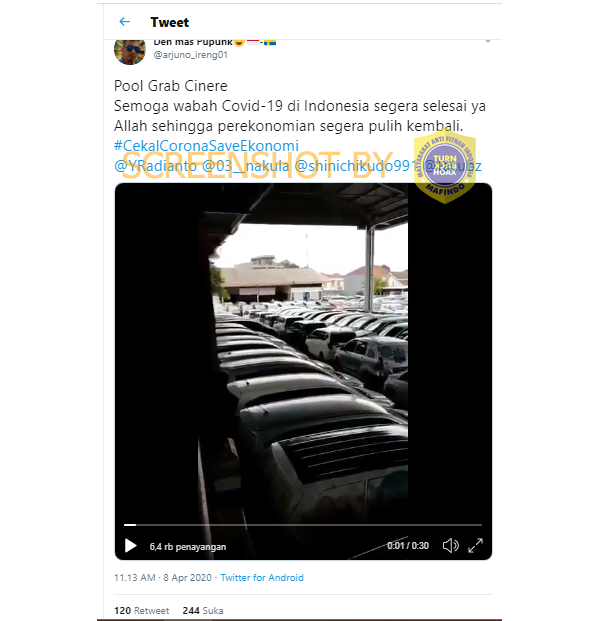 Tweet
Den mas Pupunk
@arjuno_ireng01
Pool Grab Cinere
Semoga wabah Covid-19 di Indonesia segera selesai ya
Allah sehingga perekonomian segera pulih kembali.
#CekalCoronaSaveEkonomi
@YRadianto @03__nakula @shinichikudo991
SCREENSHOT BY
MASYARAKAT ANTI FITNAH INDONESIA
TURN
BACK
HOAX
MAFINDO
6,4 rb penayangan
0:01 / 0:30
11.13 AM · 8 Apr 2020 · Twitter for Android
120 Retweet 244 Suka